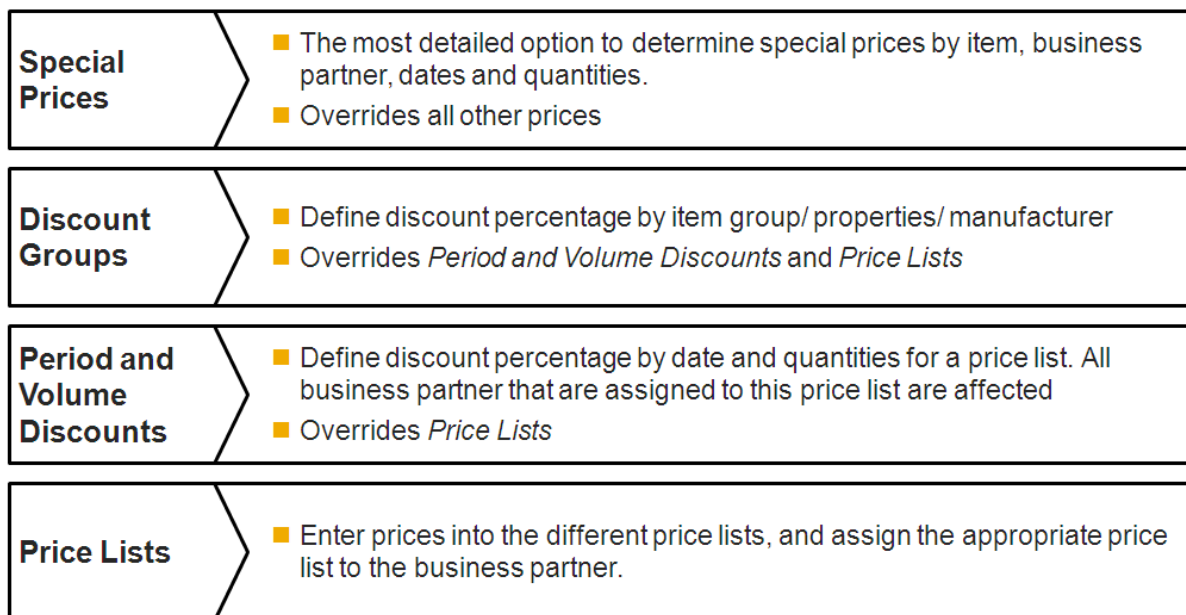 Special
Prices
The most detailed option to determine special prices by item, business
partner, dates and quantities.
Overrides all other prices
Discount
Groups
Define discount percentage by item group/ properties/ manufacturer
Overrides Period and Volume Discounts and Price Lists
Period and
Volume
Discounts
Define discount percentage by date and quantities for a price list. All
business partner that are assigned to this price list are affected
Overrides Price Lists
Price Lists
Enter prices into the different price lists, and assign the appropriate price
list to the business partner.